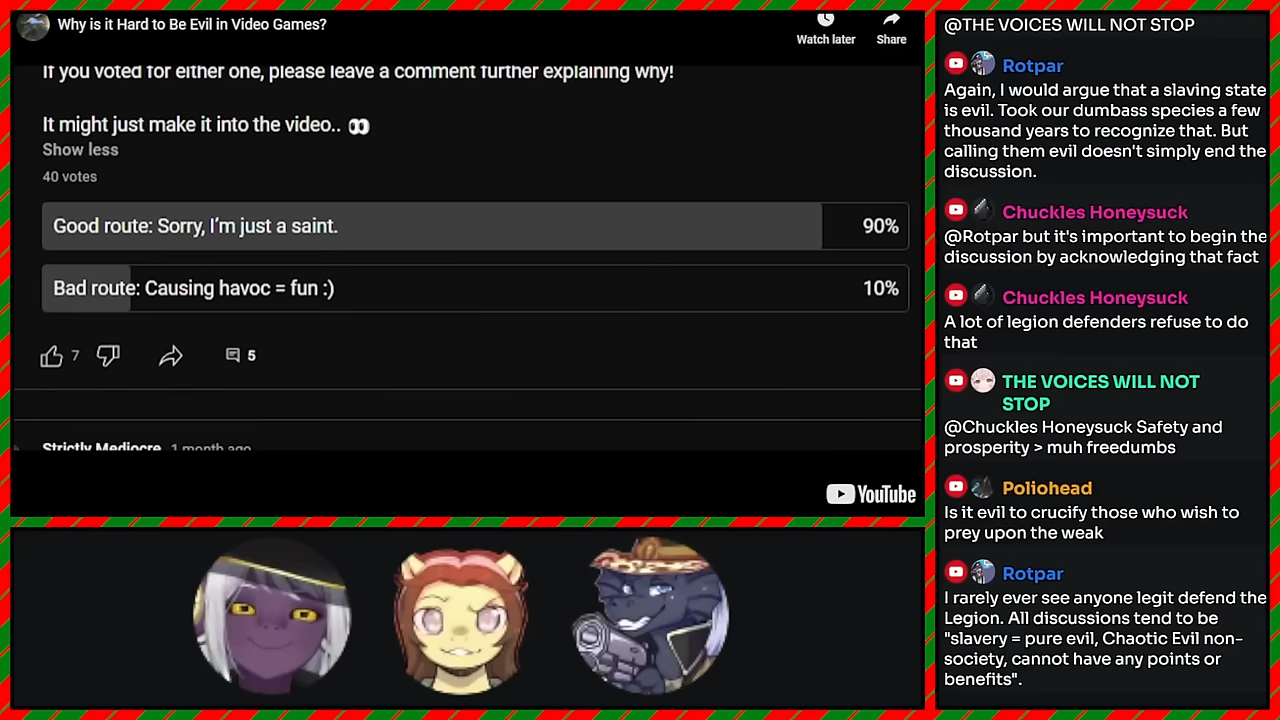 Why is it Hard to Be Evil in Video Games?
Watch later
Share
If you voted for either one, please leave a comment further explaining why!
It might just make it into the video.. 👀
Show less
40 votes
Good route: Sorry, I'm just a saint.
90%
Bad route: Causing havoc = fun :)
10%
7
5
Strictly Mediocre 1 month ago
YouTube
@THE VOICES WILL NOT STOP
Rotpar
Again, I would argue that a slaving state
is evil. Took our dumbass species a few
thousand years to recognize that. But
calling them evil doesn't simply end the
discussion.
Chuckles Honeysuck
@Rotpar but it's important to begin the
discussion by acknowledging that fact
Chuckles Honeysuck
A lot of legion defenders refuse to do
that
THE VOICES WILL NOT
STOP
@Chuckles Honeysuck Safety and
prosperity > muh freedumbs
Poliohead
Is it evil to crucify those who wish to
prey upon the weak
Rotpar
I rarely ever see anyone legit defend the
Legion. All discussions tend to be
"slavery = pure evil, Chaotic Evil non-
society, cannot have any points or
benefits".